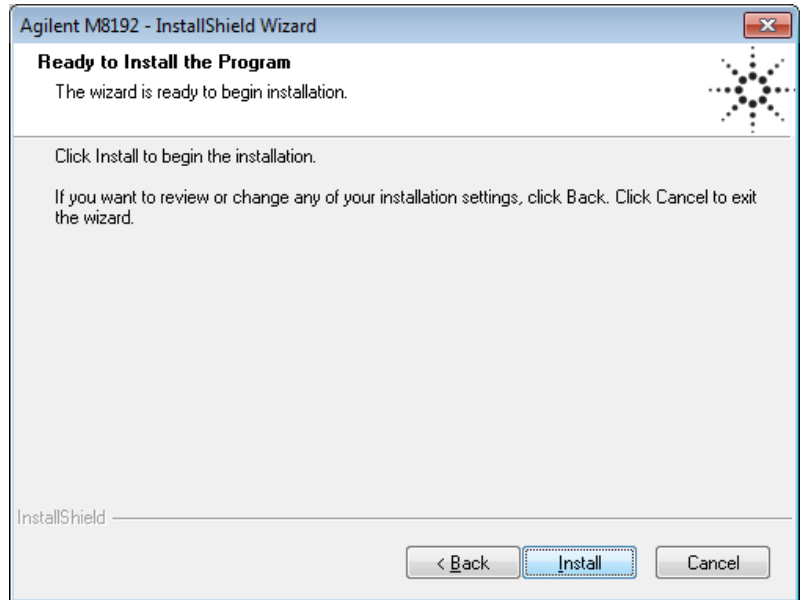 Agilent M8192 - InstallShield Wizard
Ready to Install the Program
The wizard is ready to begin installation.
Click Install to begin the installation.
If you want to review or change any of your installation settings, click Back. Click Cancel to exit
the wizard.
InstallShield
< Back Install Cancel